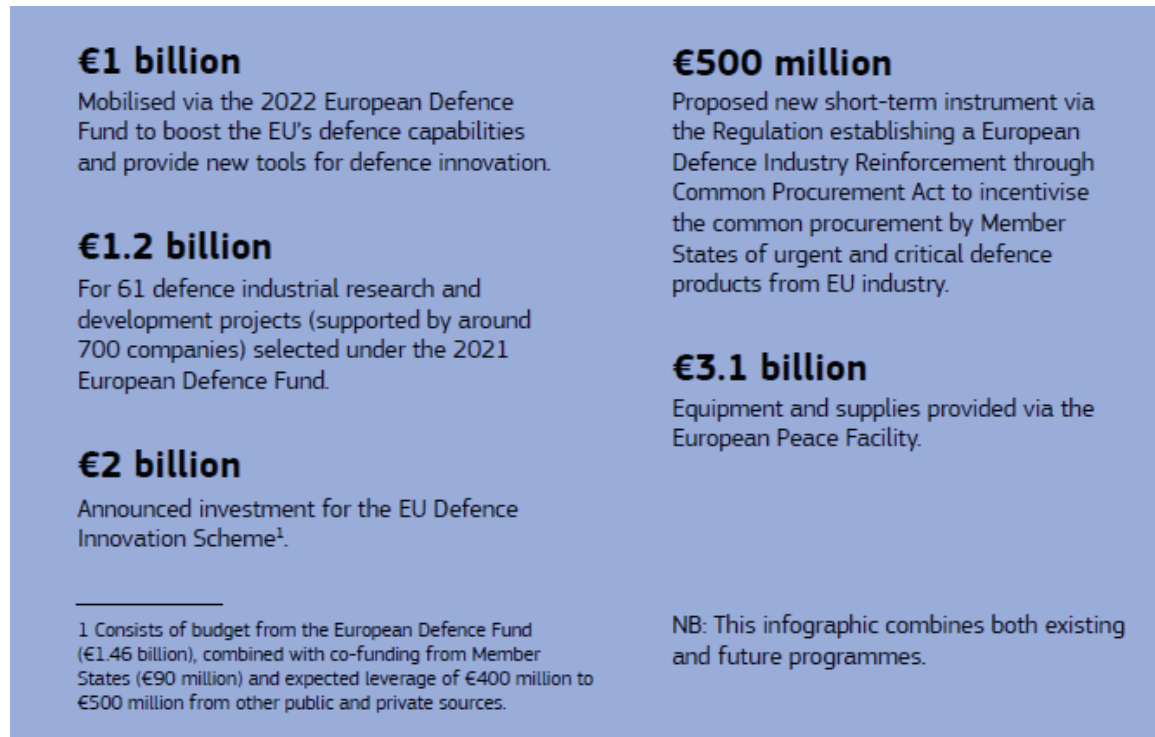 €1 billion
Mobilised via the 2022 European Defence
Fund to boost the EU's defence capabilities
and provide new tools for defence innovation.
€1.2 billion
For 61 defence industrial research and
development projects (supported by around
700 companies) selected under the 2021
European Defence Fund.
€2 billion
Announced investment for the EU Defence
Innovation Scheme¹.
1 Consists of budget from the European Defence Fund
(€1.46 billion), combined with co-funding from Member
States (€90 million) and expected leverage of €400 million to
€500 million from other public and private sources.
€500 million
Proposed new short-term instrument via
the Regulation establishing a European
Defence Industry Reinforcement through
Common Procurement Act to incentivise
the common procurement by Member
States of urgent and critical defence
products from EU industry.
€3.1 billion
Equipment and supplies provided via the
European Peace Facility.
NB: This infographic combines both existing
and future programmes.